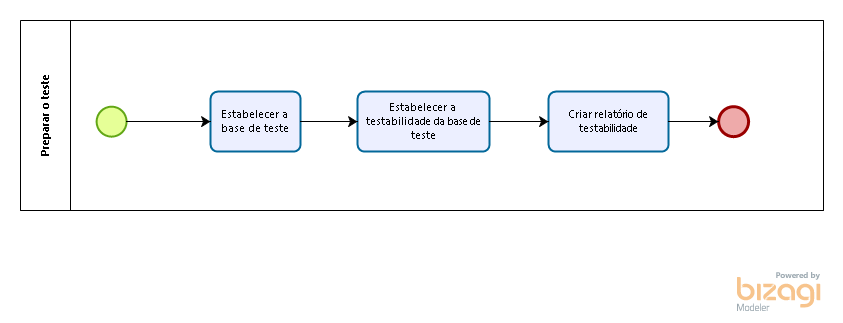 Preparar o teste
Estabelecer a
base de teste
Estabelecer a
testabilidade da base de
teste
Criar relatório de
testabilidade
Powered by
bizagi
Modeler